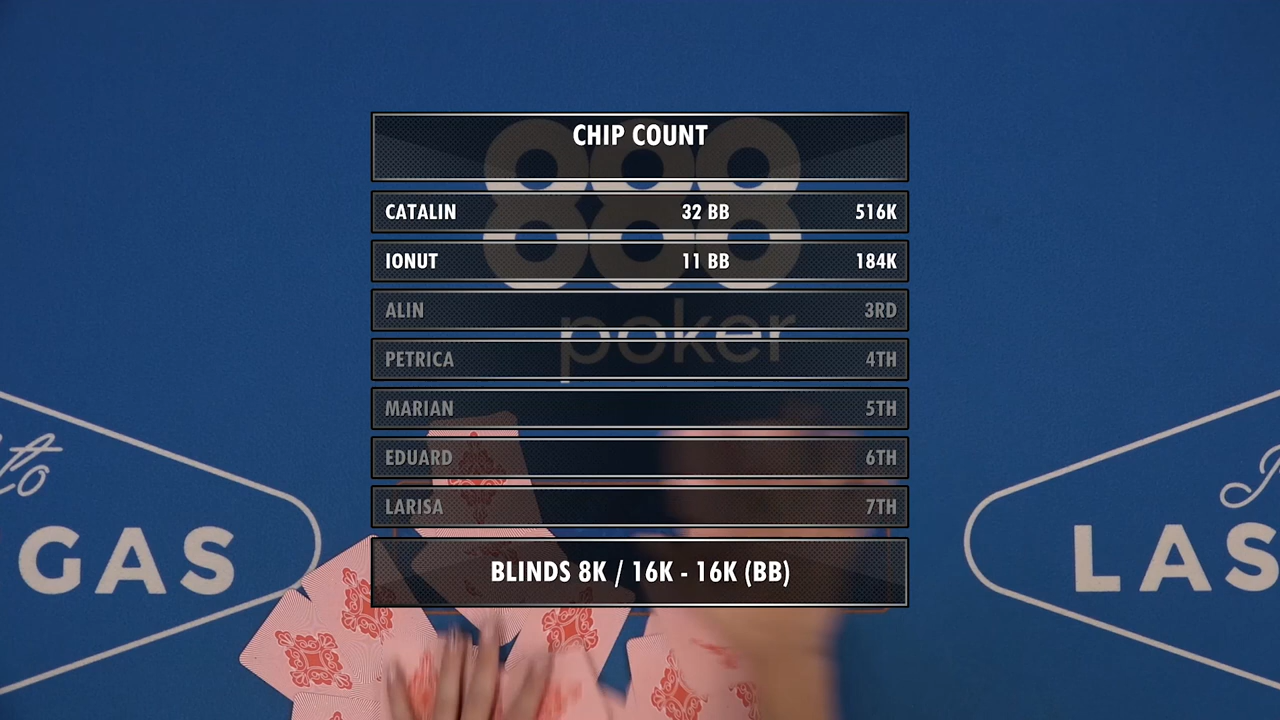 CHIP COUNT
CATALIN 32 BB 516K
IONUT 11 BB 184K
ALIN 3RD
PETRICA 4TH
MARIAN 5TH
EDUARD 6TH
LARISA 7TH
BLINDS 8K / 16K - 16K (BB)
888
poker
to
GAS
LAS